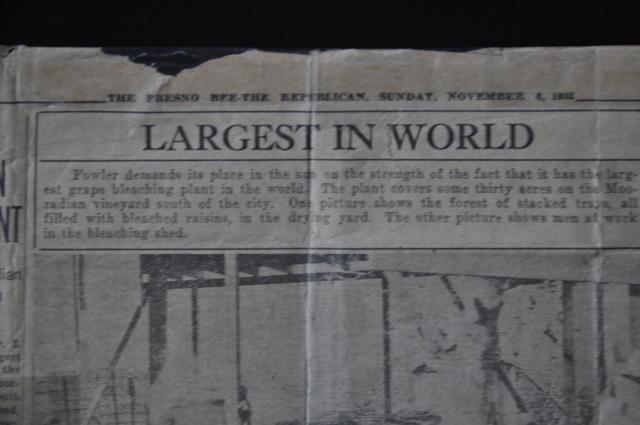 THE FRESNO BEE-THE REPUBLICAN, SUNDAY, NOVEMBER 6, 1932
LARGEST IN WORLD
Fowler demands its place in the sun on the strength of the fact that it has the larg-
est grape bleaching plant in the world. The plant covers some thirty acres on the Moo-
radian vineyard south of the city. One picture shows the forest of stacked trays, all
filled with bleached raisins, in the drying yard. The other picture shows men at work
in the bleaching shed.
NT
the